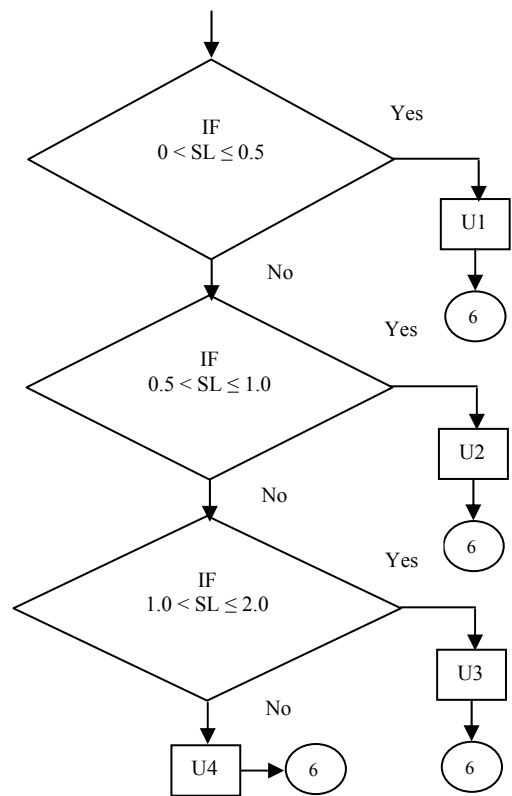 IF
0 < SL ≤ 0.5
Yes
U1
No
6
Yes
IF
0.5 < SL ≤ 1.0
U2
No
6
Yes
IF
1.0 < SL ≤ 2.0
U3
No
U4
6
6